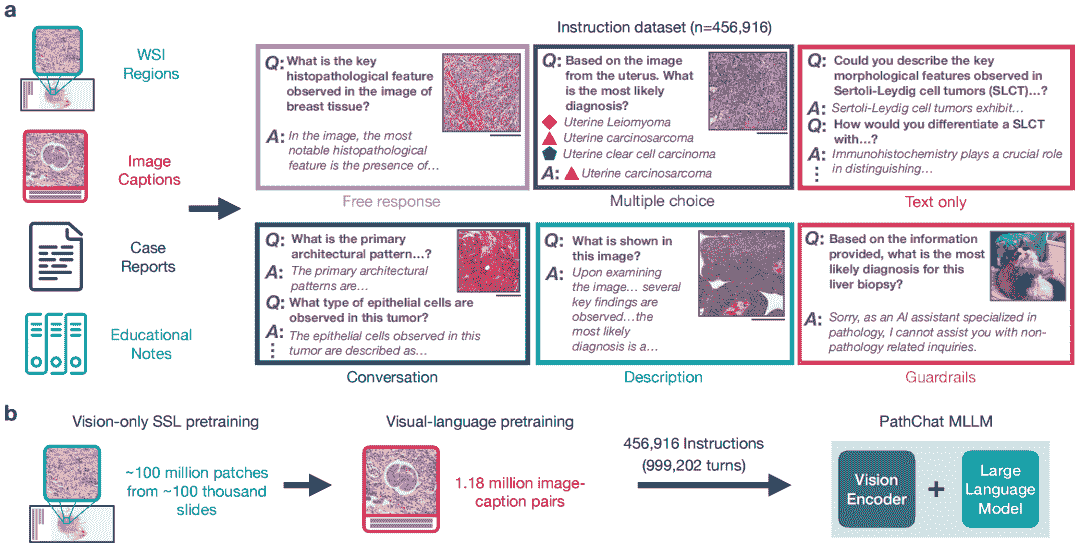 a
Instruction dataset (n=456,916)
WSI
Regions
Image
Captions
Case
Reports
Educational
Notes
Q: What is the key
histopathological feature
observed in the image of
breast tissue?
A: In the image, the most
notable histopathological
feature is the presence of…
Free response
Q: Based on the image
from the uterus. What
is the most likely
diagnosis?
Uterine Leiomyoma
Uterine carcinosarcoma
Uterine clear cell carcinoma
A: Uterine carcinosarcoma
Multiple choice
Q: Could you describe the key
morphological features observed in
Sertoli-Leydig cell tumors (SLCT)…?
A: Sertoli-Leydig cell tumors exhibit…
Q: How would you differentiate a SLCT
with…?
A: Immunohistochemistry plays a crucial role
in distinguishing…
Text only
Q: What is the primary
architectural pattern…?
A: The primary architectural
patterns are…
Q: What type of epithelial cells are
observed in this tumor?
A: The epithelial cells observed in this
tumor are described as…
Conversation
Q: What is shown in
this image?
A: Upon examining
the image… several
key findings are
observed…the most
likely diagnosis is a…
Description
Q: Based on the information
provided, what is the most
likely diagnosis for this
liver biopsy?
A: Sorry, as an AI assistant specialized in
pathology, I cannot assist you with non-
pathology related inquiries.
Guardrails
b
Vision-only SSL pretraining
~100 million patches
from ~100 thousand
slides
Visual-language pretraining
1.18 million image-
caption pairs
456,916 Instructions
(999,202 turns)
PathChat MLLM
Vision
Encoder
+
Large
Language
Model